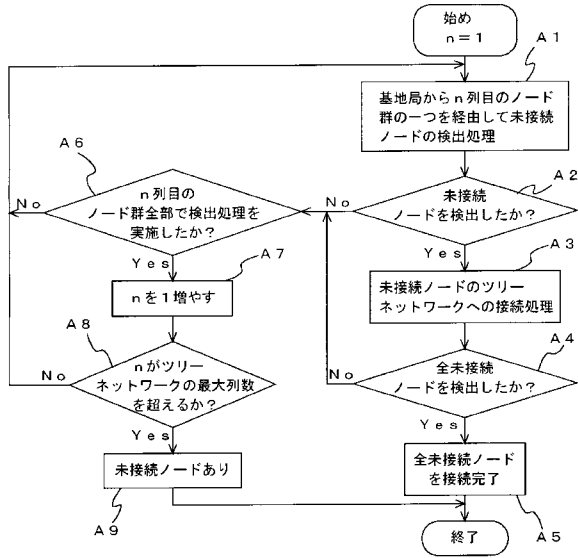 始め
n=1
A1
基地局からn列目のノード
群の一つを経由して未接続
ノードの検出処理
A2
未接続
ノードを検出したか?
No
Yes
A3
未接続ノードのツリー
ネットワークへの接続処理
A4
全未接続
ノードを検出したか?
No
Yes
A5
全未接続ノード
を接続完了
終了
A6
n列目の
ノード群全部で検出処理を
実施したか?
No
Yes
A7
nを1増やす
A8
nがツリー
ネットワークの最大列数
を超えるか?
No
Yes
未接続ノードあり
A9